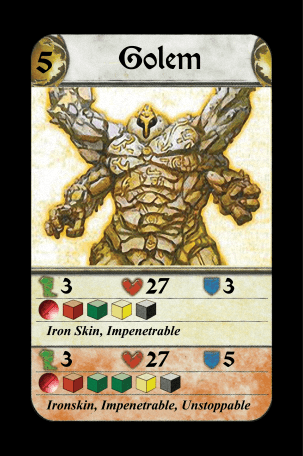 5 Golem
3 27 3
Iron Skin, Impenetrable
3 27 5
Ironskin, Impenetrable, Unstoppable